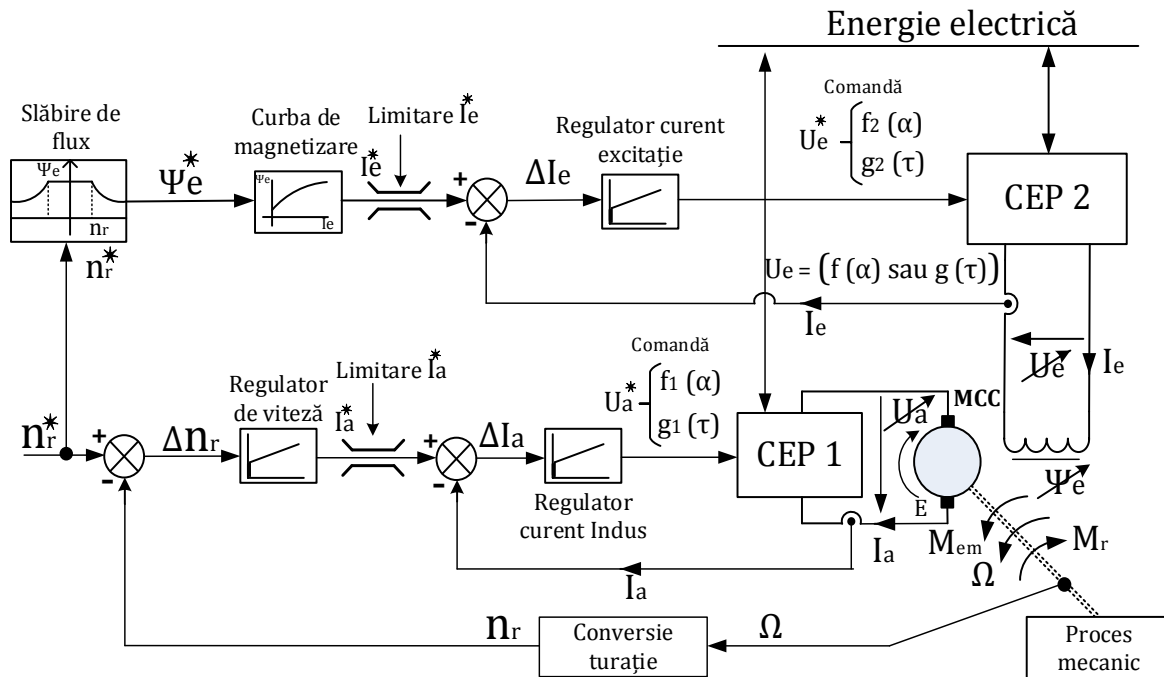 Energie electrică
Slăbire de
flux
Ψe
nr
nr*
Ψe*
Curba de
magnetizare
Ψe
Ie
Limitare Ie*
Ie*
+
-
ΔIe
Regulator curent
excitație
Comandă
Ue*
f2 (α)
g2 (τ)
CEP 2
Ue = (f (α) sau g (τ))
Ie
Ue
Ie
nr*
+
-
Δnr
Regulator
de viteză
Limitare Ia*
Ia*
+
-
ΔIa
Regulator
curent Indus
Comandă
Ua*
f1 (α)
g1 (τ)
CEP 1
Ua
MCC
E
Ia
Ia
Ψe
Mem
Ω
Mr
nr
Conversie
turație
Ω
Proces
mecanic